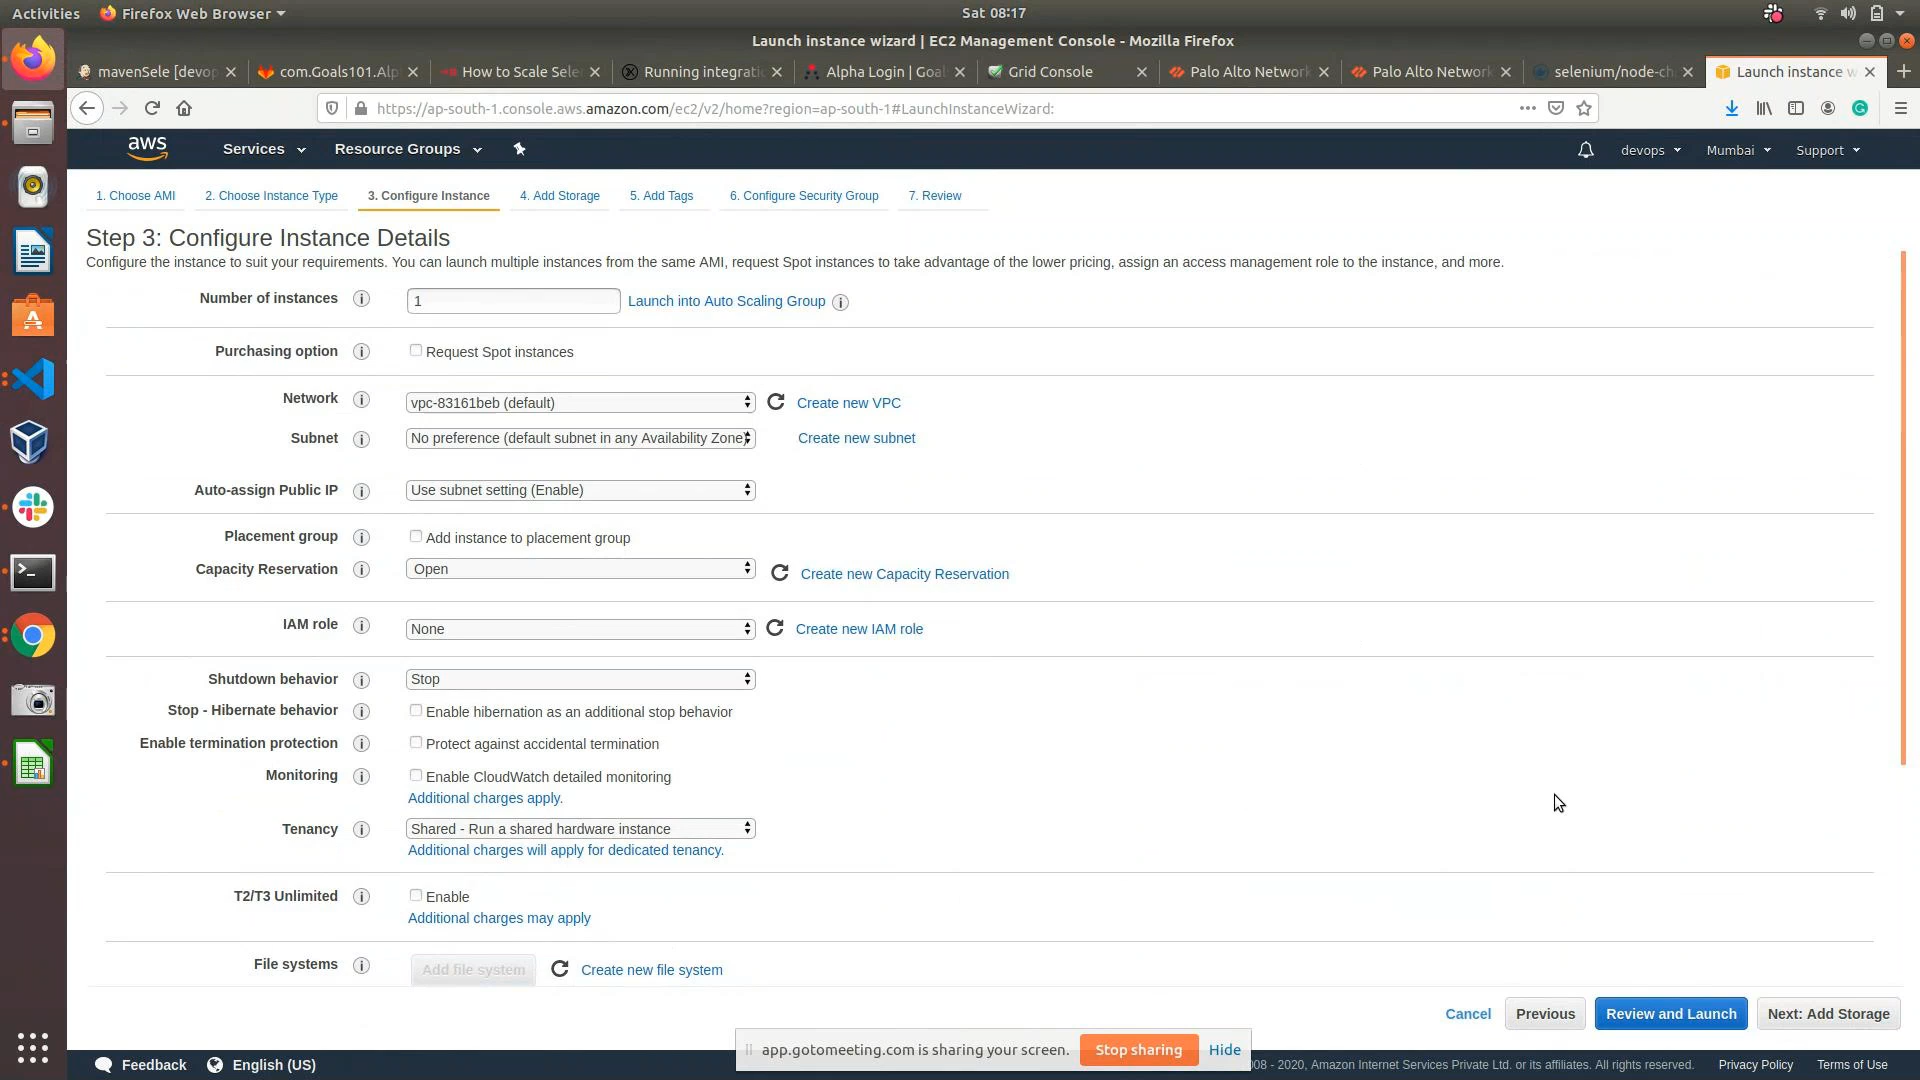 Activities Firefox Web Browser Sat 08:17
Launch instance wizard | EC2 Management Console - Mozilla Firefox
mavenSele [devop com.Goals101.Alp How to Scale Sele Running integrati Alpha Login | Goal Grid Console Palo Alto Network Palo Alto Network selenium/node-ch Launch instance w
https://ap-south-1.console.aws.amazon.com/ec2/v2/home?region=ap-south-1#LaunchInstanceWizard:
aws Services Resource Groups devops Mumbai Support
1. Choose AMI 2. Choose Instance Type 3. Configure Instance 4. Add Storage 5. Add Tags 6. Configure Security Group 7. Review
Step 3: Configure Instance Details
Configure the instance to suit your requirements. You can launch multiple instances from the same AMI, request Spot instances to take advantage of the lower pricing, assign an access management role to the instance, and more.
Number of instances 1 Launch into Auto Scaling Group
Purchasing option Request Spot instances
Network vpc-83161beb (default) Create new VPC
Subnet No preference (default subnet in any Availability Zone) Create new subnet
Auto-assign Public IP Use subnet setting (Enable)
Placement group Add instance to placement group
Capacity Reservation Open Create new Capacity Reservation
IAM role None Create new IAM role
Shutdown behavior Stop
Stop - Hibernate behavior Enable hibernation as an additional stop behavior
Enable termination protection Protect against accidental termination
Monitoring Enable CloudWatch detailed monitoring
Additional charges apply.
Tenancy Shared - Run a shared hardware instance
Additional charges will apply for dedicated tenancy.
T2/T3 Unlimited Enable
Additional charges may apply
File systems Add file system Create new file system
Cancel Previous Review and Launch Next: Add Storage
app.gotomeeting.com is sharing your screen. Stop sharing Hide
Feedback English (US) 08 - 2020, Amazon Internet Services Private Ltd. or its affiliates. All rights reserved. Privacy Policy Terms of Use